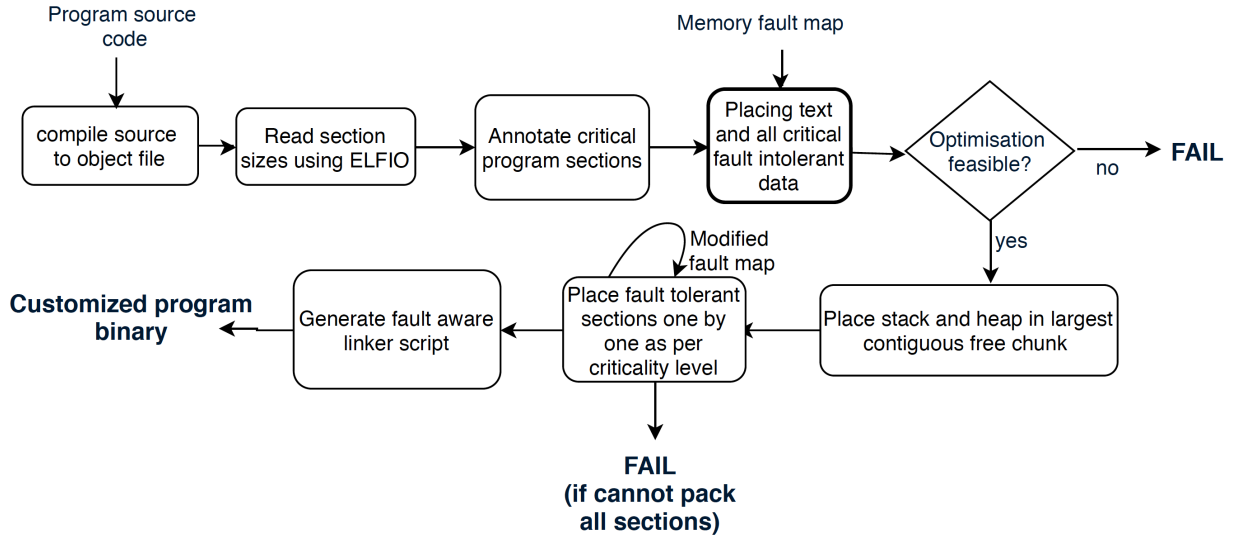 Program source
code
Memory fault map
compile source
to object file
Read section
sizes using ELFIO
Annotate critical
program sections
Placing text
and all critical
fault intolerant
data
Optimisation
feasible?
no
FAIL
yes
Place stack and heap in largest
contiguous free chunk
Modified
fault map
Place fault tolerant
sections one by
one as per
criticality level
FAIL
(if cannot pack
all sections)
Generate fault aware
linker script
Customized program
binary